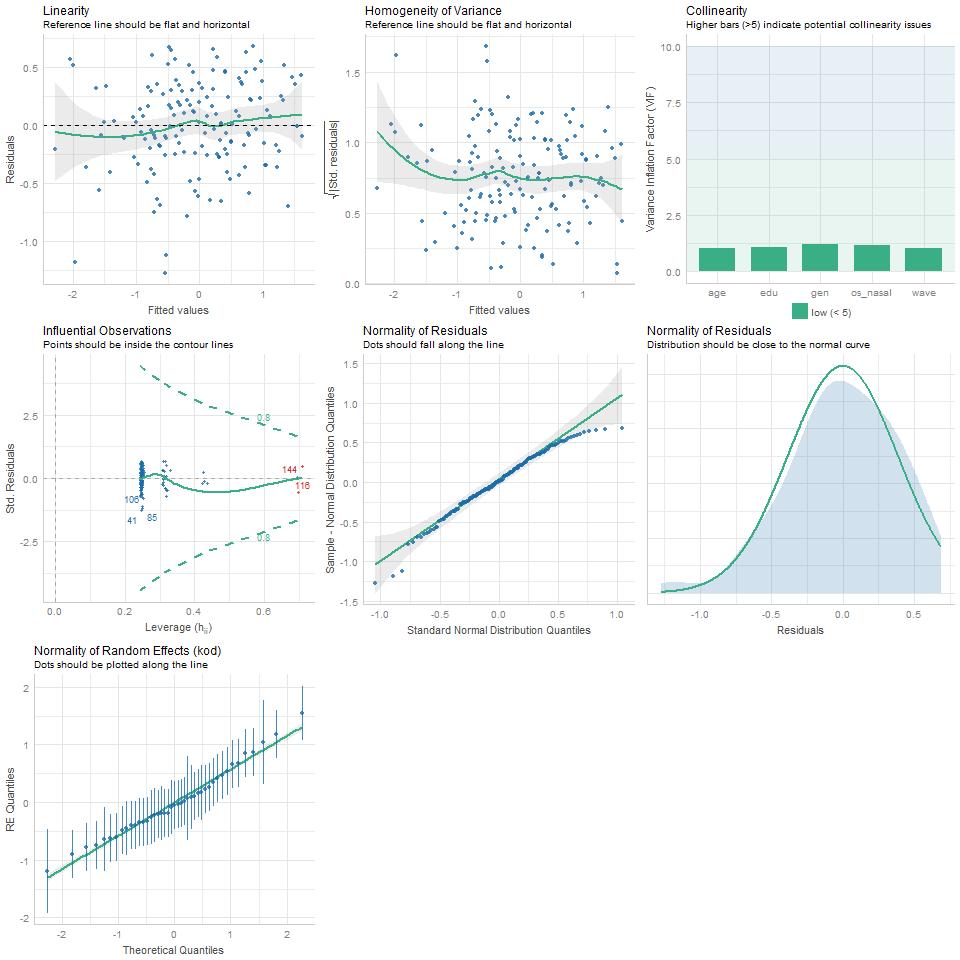 Linearity
Reference line should be flat and horizontal
Residuals
0.5
0.0
-0.5
-1.0
-2
-1
0
1
Fitted values
Homogeneity of Variance
Reference line should be flat and horizontal
√|Std. residuals|
1.5
1.0
0.5
0.0
-2
-1
0
1
Fitted values
Collinearity
Higher bars (>5) indicate potential collinearity issues
Variance Inflation Factor (VIF)
10.0
7.5
5.0
2.5
0.0
age
edu
gen
os_nasal
wave
low (< 5)
Influential Observations
Points should be inside the contour lines
Std. Residuals
2.5
0.0
-2.5
0.8
0.8
144
116
106
41
85
0.0
0.2
0.4
0.6
Leverage (hii)
Normality of Residuals
Dots should fall along the line
Sample - Normal Distribution Quantiles
1.5
1.0
0.5
0.0
-0.5
-1.0
-1.5
-1.0
-0.5
0.0
0.5
1.0
Standard Normal Distribution Quantiles
Normality of Residuals
Distribution should be close to the normal curve
-1.0
-0.5
0.0
0.5
Residuals
Normality of Random Effects (kod)
Dots should be plotted along the line
RE Quantiles
2
1
0
-1
-2
-2
-1
0
1
2
Theoretical Quantiles